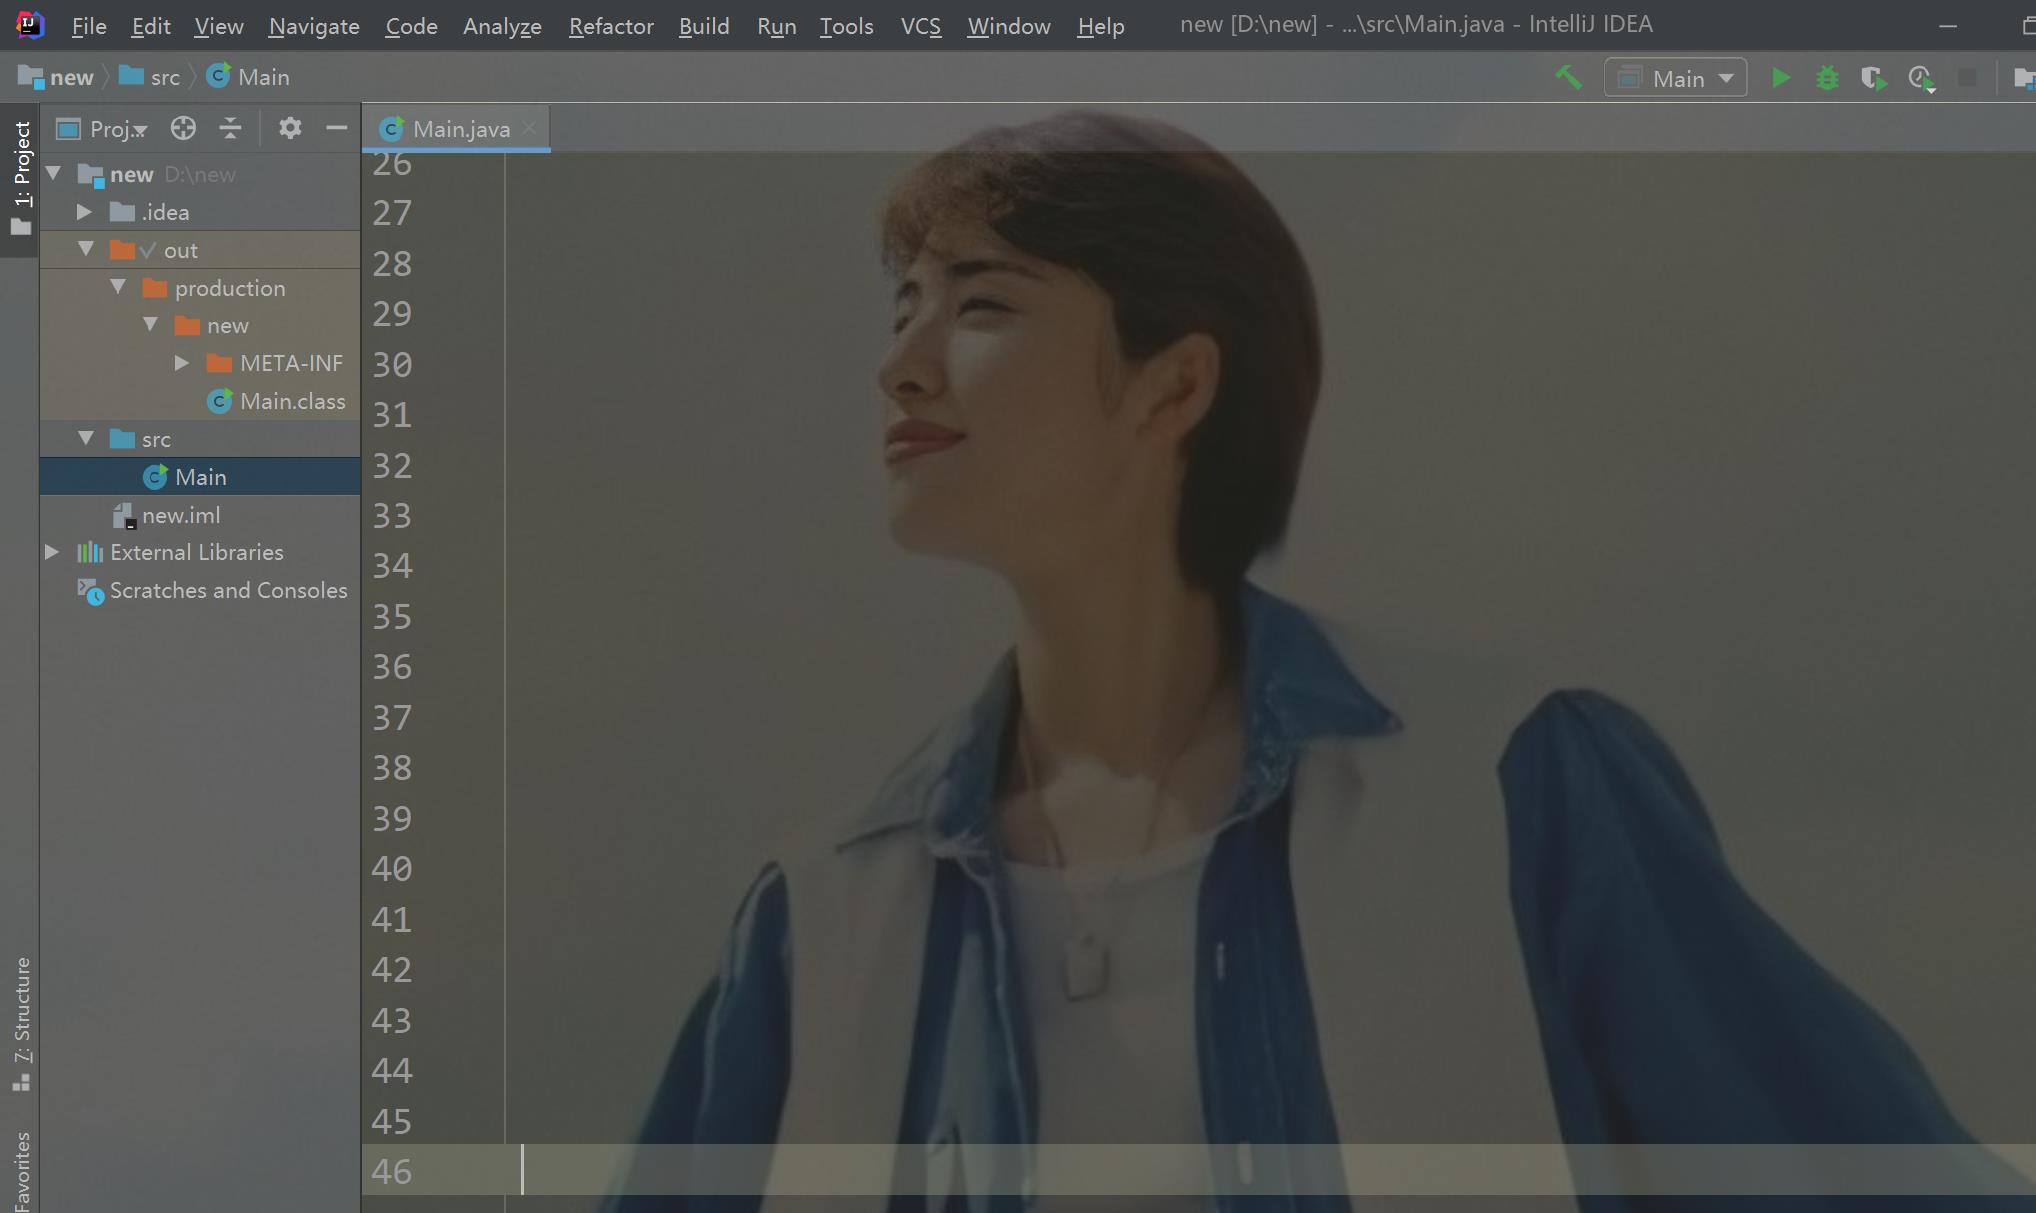 File Edit View Navigate Code Analyze Refactor Build Run Tools VCS Window Help new [D:\new] - ...\src\Main.java - IntelliJ IDEA
new src Main Main
1: Project
Proj... Main.java
new D:\new
.idea
out
production
new
META-INF
Main.class
src
Main
new.iml
External Libraries
Scratches and Consoles
7: Structure
Favorites
26
27
28
29
30
31
32
33
34
35
36
37
38
39
40
41
42
43
44
45
46